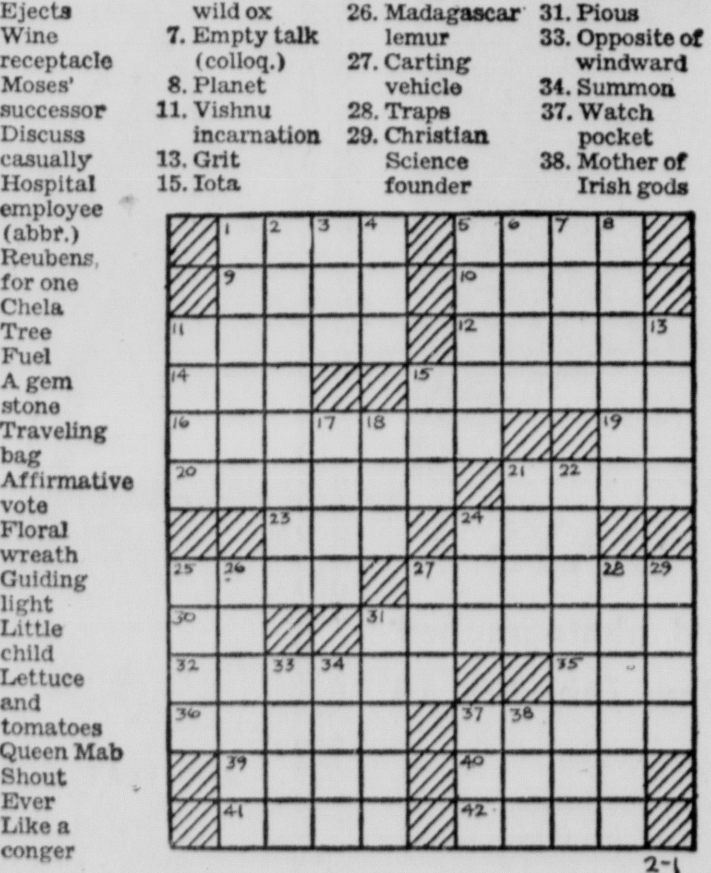 Ejects
Wine
receptacle
Moses'
successor
Discuss
casually
Hospital
employee
(abbr.)
Reubens,
for one
Chela
Tree
Fuel
A gem
stone
Traveling
bag
Affirmative
vote
Floral
wreath
Guiding
light
Little
child
Lettuce
and
tomatoes
Queen Mab
Shout
Ever
Like a
conger
wild ox
7. Empty talk
(colloq.)
8. Planet
11. Vishnu
incarnation
13. Grit
15. Iota
26. Madagascar
lemur
27. Carting
vehicle
28. Traps
29. Christian
Science
founder
31. Pious
33. Opposite of
windward
34. Summon
37. Watch
pocket
38. Mother of
Irish gods
1 2 3 4 5 6 7 8
9 10
11 12 13
14 15
16 17 18 19
20 21 22
23 24
25 26 27 28 29
30 31
32 33 34 35
36 37 38
39 40
41 42
2-1